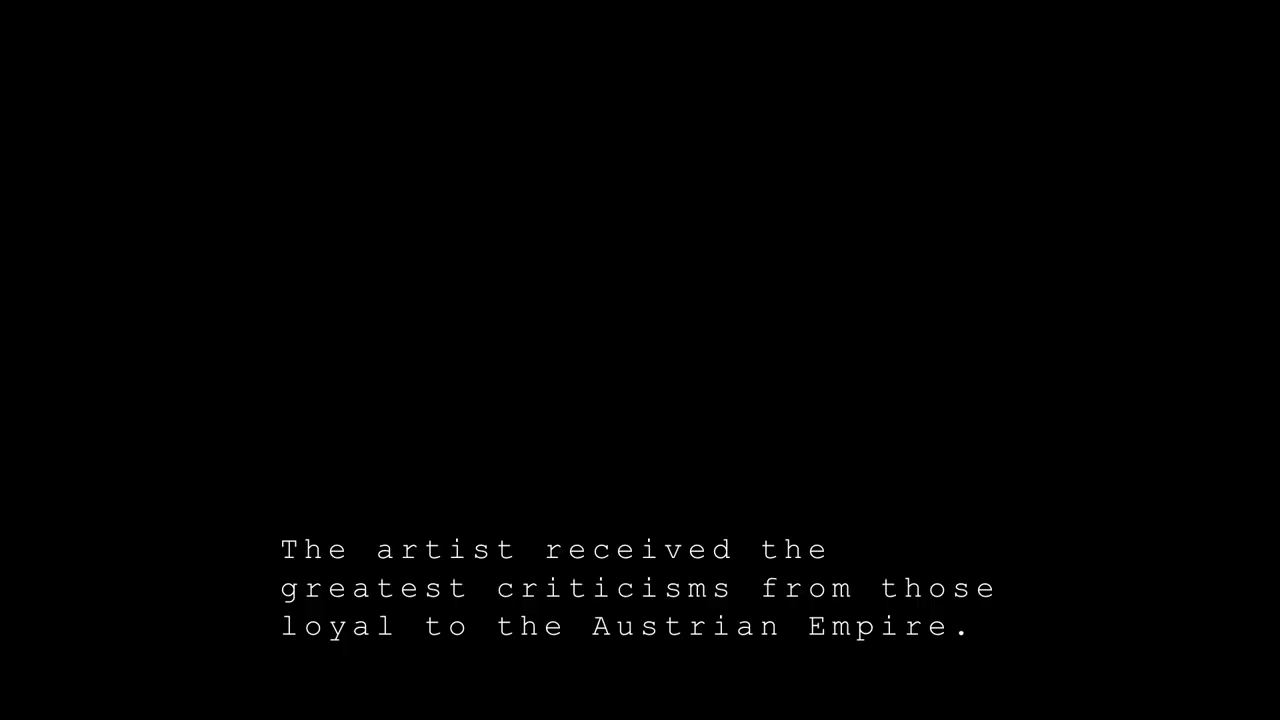 The artist received the
greatest criticisms from those
loyal to the Austrian Empire.